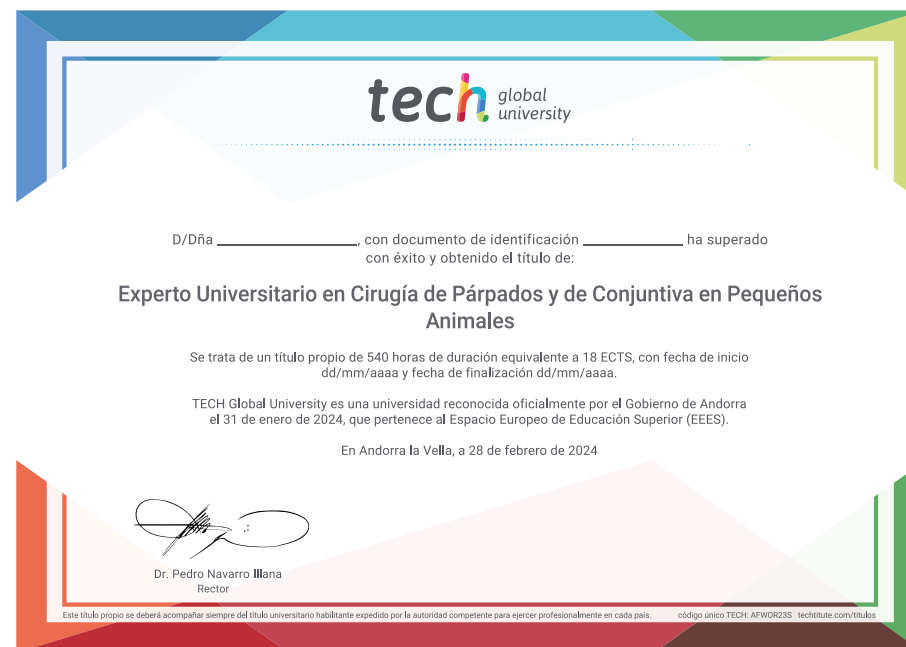 tech global university
D/Dña ____________________, con documento de identificación ______________ ha superado
con éxito y obtenido el título de:
Experto Universitario en Cirugía de Párpados y de Conjuntiva en Pequeños
Animales
Se trata de un título propio de 540 horas de duración equivalente a 18 ECTS, con fecha de inicio
dd/mm/aaaa y fecha de finalización dd/mm/aaaa.
TECH Global University es una universidad reconocida oficialmente por el Gobierno de Andorra
el 31 de enero de 2024, que pertenece al Espacio Europeo de Educación Superior (EEES).
En Andorra la Vella, a 28 de febrero de 2024
Dr. Pedro Navarro Illana
Rector
Este título propio se deberá acompañar siempre del título universitario habilitante expedido por la autoridad competente para ejercer profesionalmente en cada país. código único TECH: AFWOR23S techtitute.com/titulos